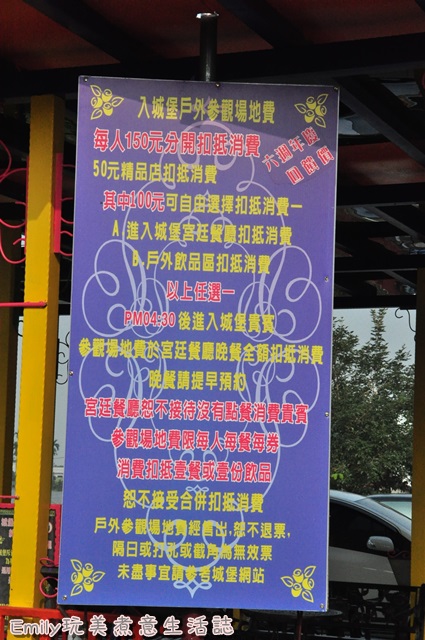 入城堡戶外參觀場地費
每人150元分開扣抵消費
六週年慶
回饋價
50元精品店扣抵消費
其中100元可自由選擇扣抵消費一
A.進入城堡宮廷餐廳扣抵消費
B.戶外飲品區扣抵消費
以上任選一
PM04:30後進入城堡貴賓
參觀場地費於宮廷餐廳晚餐全額扣抵消費
晚餐請提早預約
宮廷餐廳恕不接待沒有點餐消費貴賓
參觀場地費限每人每餐每券
消費扣抵壹餐或壹份飲品
恕不接受合併扣抵消費
戶外參觀場地費經售出,恕不退票,
隔日或打孔或截角為無效票
未盡事宜請參考城堡網站
Emily玩美煮意生活誌